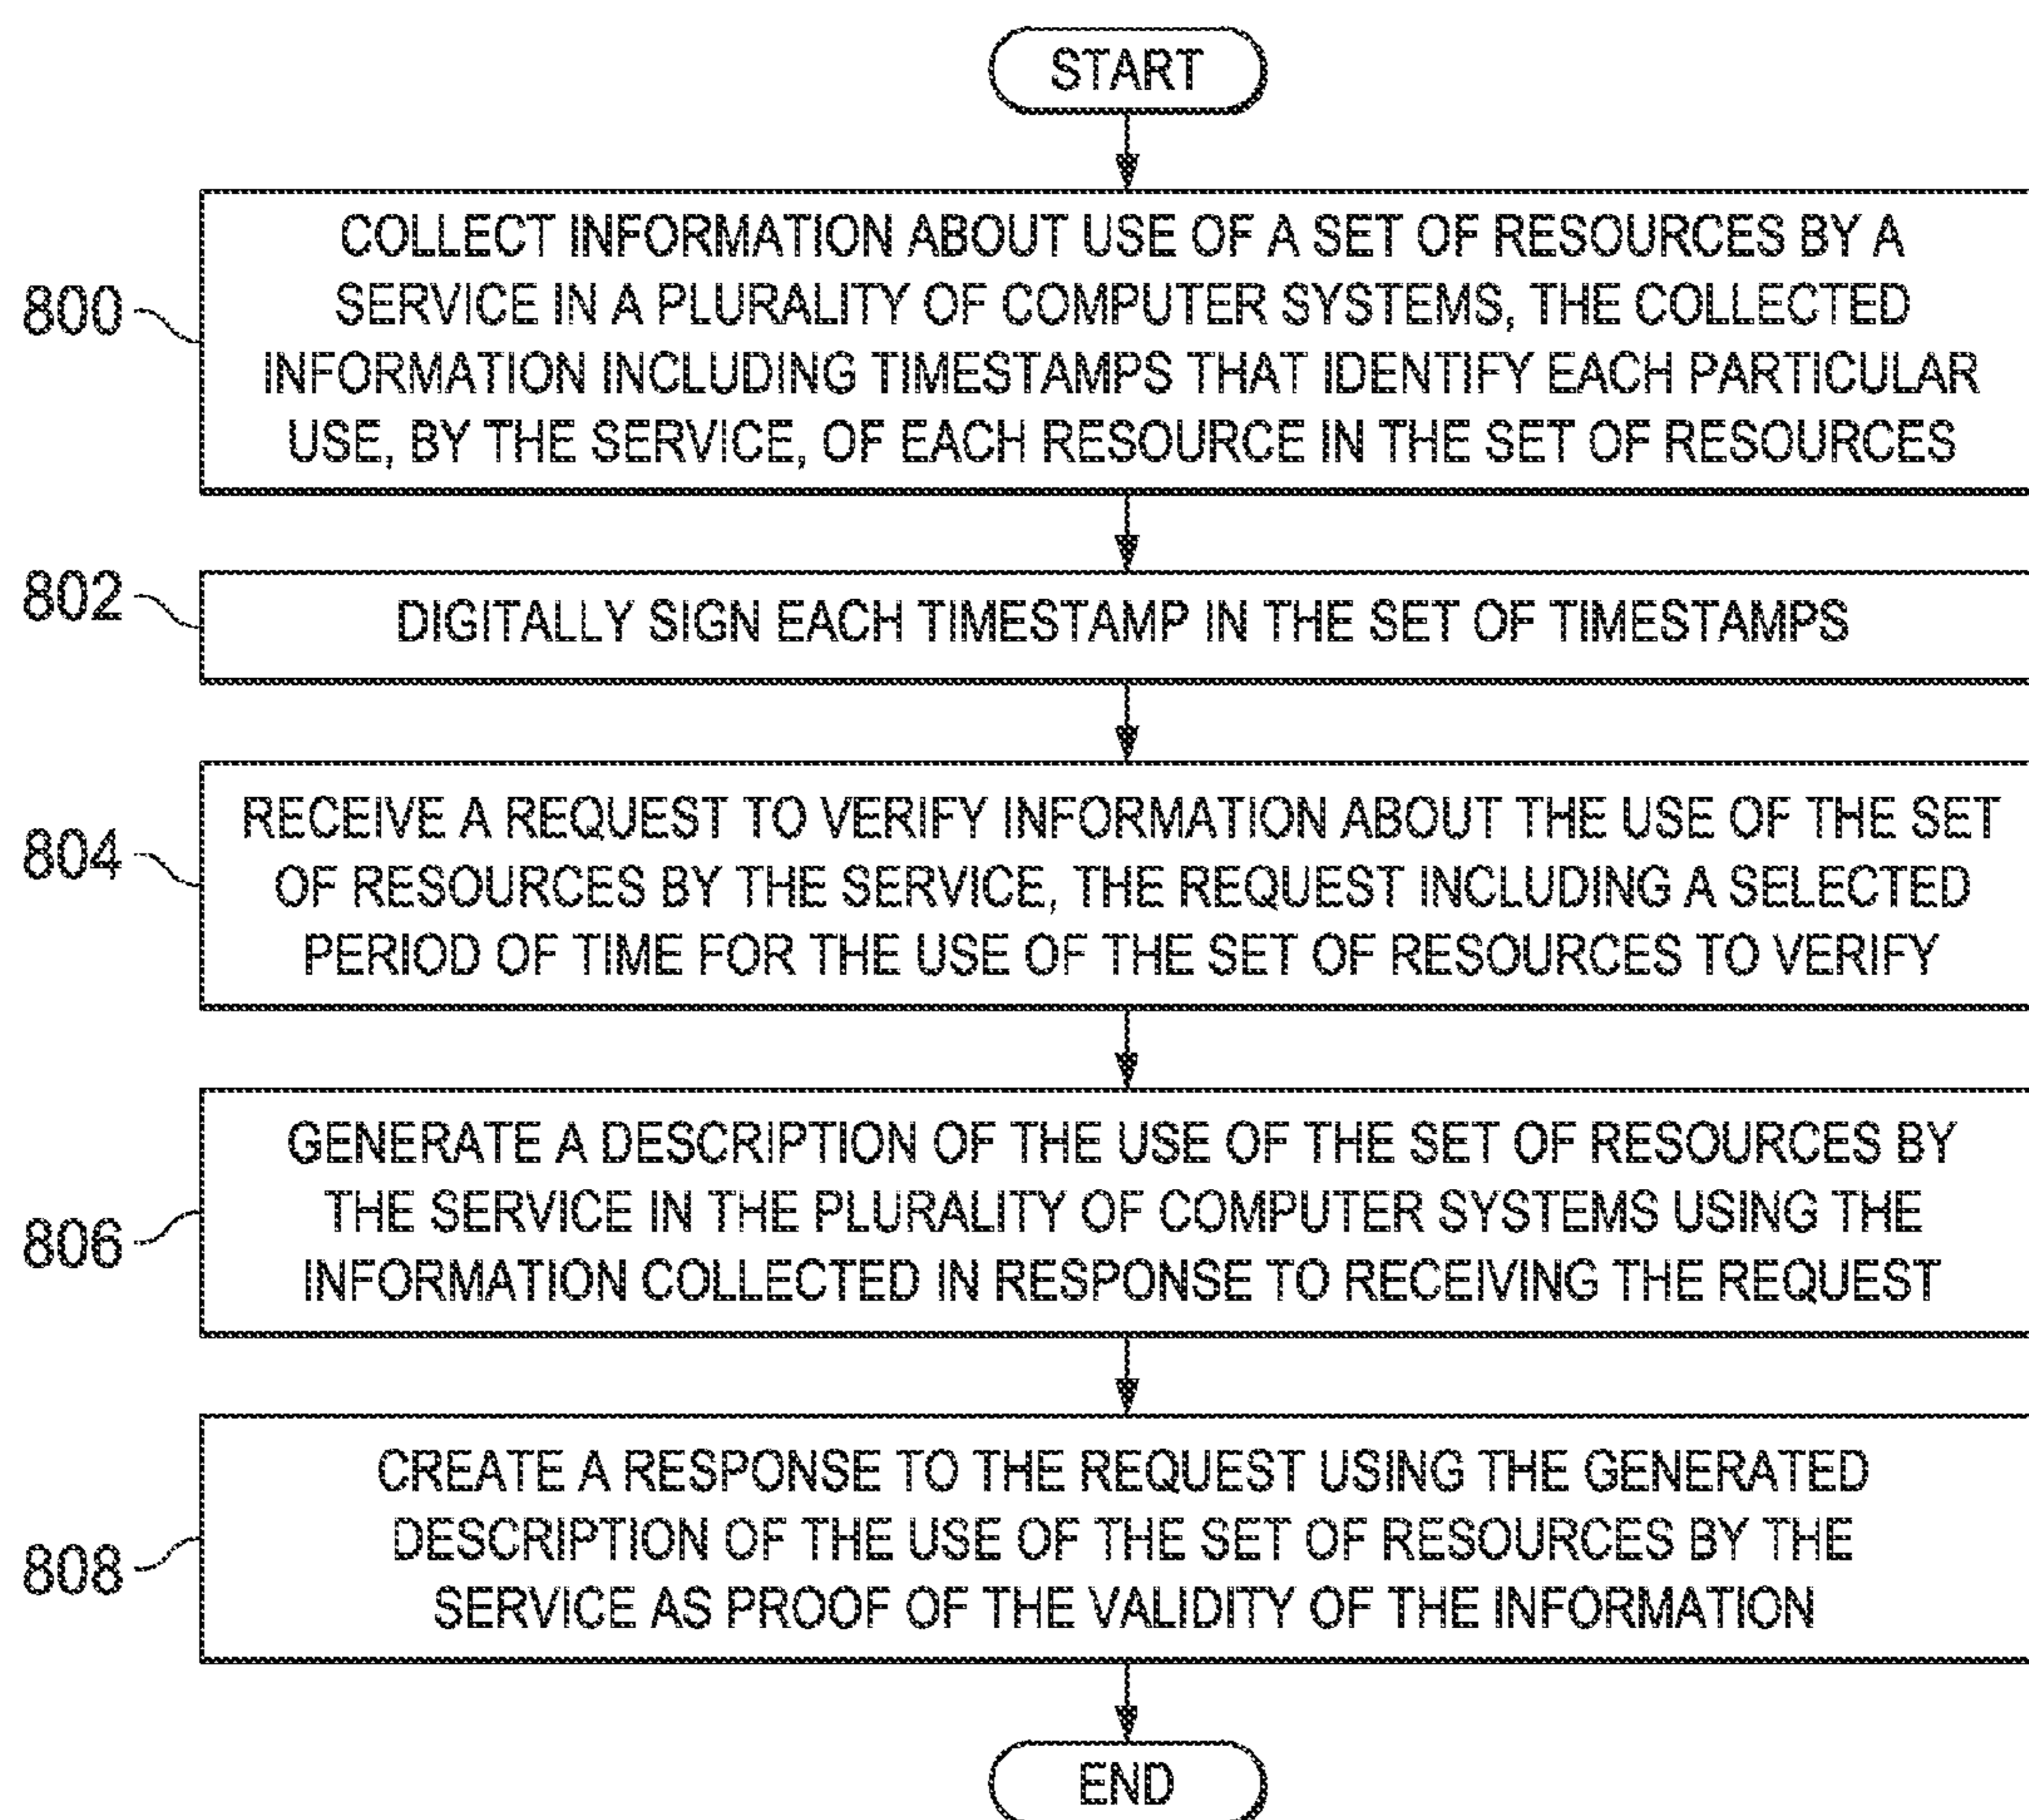 START
COLLECT INFORMATION ABOUT USE OF A SET OF RESOURCES BY A
SERVICE IN A PLURALITY OF COMPUTER SYSTEMS, THE COLLECTED
INFORMATION INCLUDING TIMESTAMPS THAT IDENTIFY EACH PARTICULAR
USE, BY THE SERVICE, OF EACH RESOURCE IN THE SET OF RESOURCES
800
DIGITALLY SIGN EACH TIMESTAMP IN THE SET OF TIMESTAMPS
802
RECEIVE A REQUEST TO VERIFY INFORMATION ABOUT THE USE OF THE SET
OF RESOURCES BY THE SERVICE, THE REQUEST INCLUDING A SELECTED
PERIOD OF TIME FOR THE USE OF THE SET OF RESOURCES TO VERIFY
804
GENERATE A DESCRIPTION OF THE USE OF THE SET OF RESOURCES BY
THE SERVICE IN THE PLURALITY OF COMPUTER SYSTEMS USING THE
INFORMATION COLLECTED IN RESPONSE TO RECEIVING THE REQUEST
806
CREATE A RESPONSE TO THE REQUEST USING THE GENERATED
DESCRIPTION OF THE USE OF THE SET OF RESOURCES BY THE
SERVICE AS PROOF OF THE VALIDITY OF THE INFORMATION
808
END